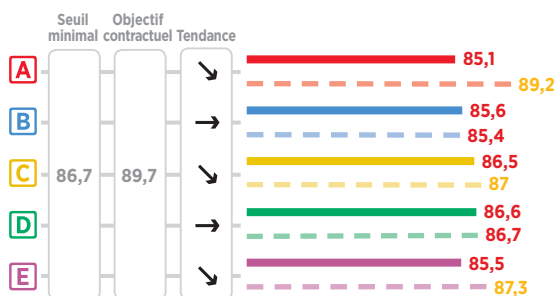 Seuil minimal
Objectif contractuel
Tendance
A
85,1
89,2
B
85,6
85,4
C
86,7
89,7
86,5
87
D
86,6
86,7
E
85,5
87,3